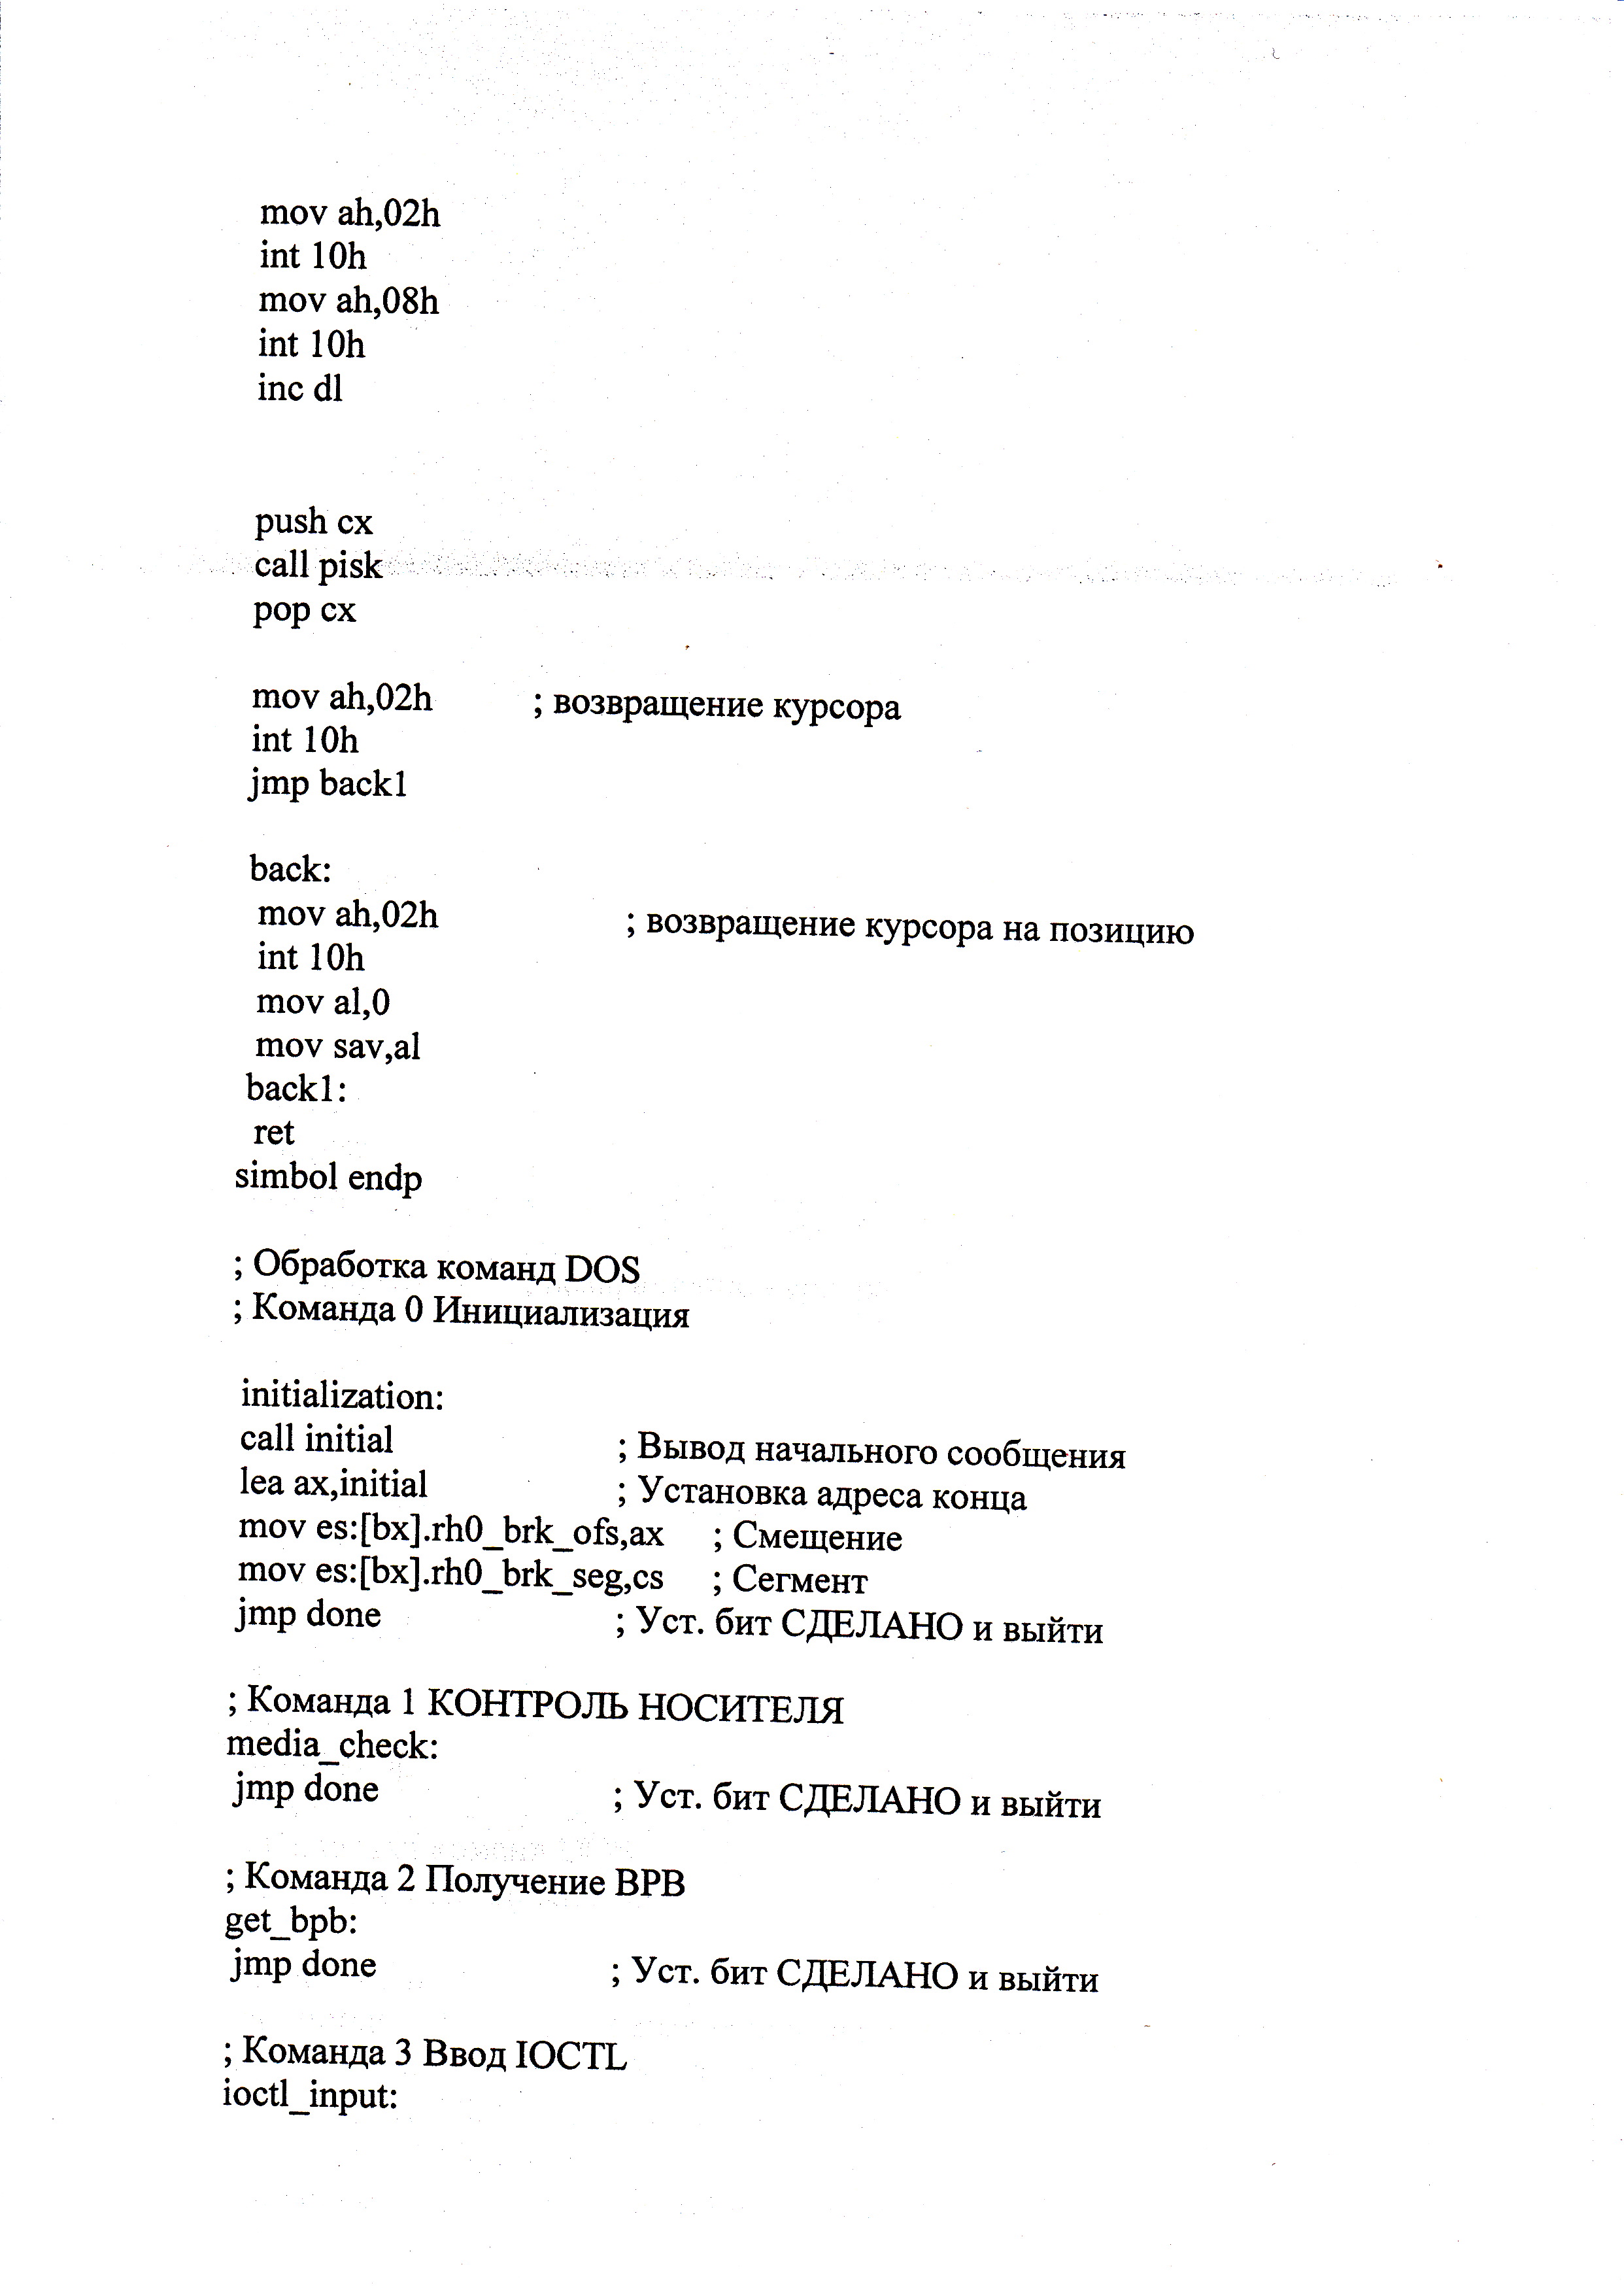 mov ah,02h
int 10h
mov ah,08h
int 10h
inc dl
push cx
call pisk
pop cx
mov ah,02h ; возвращение курсора
int 10h
jmp back1
back:
mov ah,02h ; возвращение курсора на позицию
int 10h
mov al,0
mov sav,al
back1:
ret
simbol endp
; Обработка команд DOS
; Команда 0 Инициализация
initialization:
call initial ; Вывод начального сообщения
lea ax,initial ; Установка адреса конца
mov es:[bx].rh0_brk_ofs,ax ; Смещение
mov es:[bx].rh0_brk_seg,cs ; Сегмент
jmp done ; Уст. бит СДЕЛАНО и выйти
; Команда 1 КОНТРОЛЬ НОСИТЕЛЯ
media_check:
jmp done ; Уст. бит СДЕЛАНО и выйти
; Команда 2 Получение BPB
get_bpb:
jmp done ; Уст. бит СДЕЛАНО и выйти
; Команда 3 Ввод IOCTL
ioctl_input: